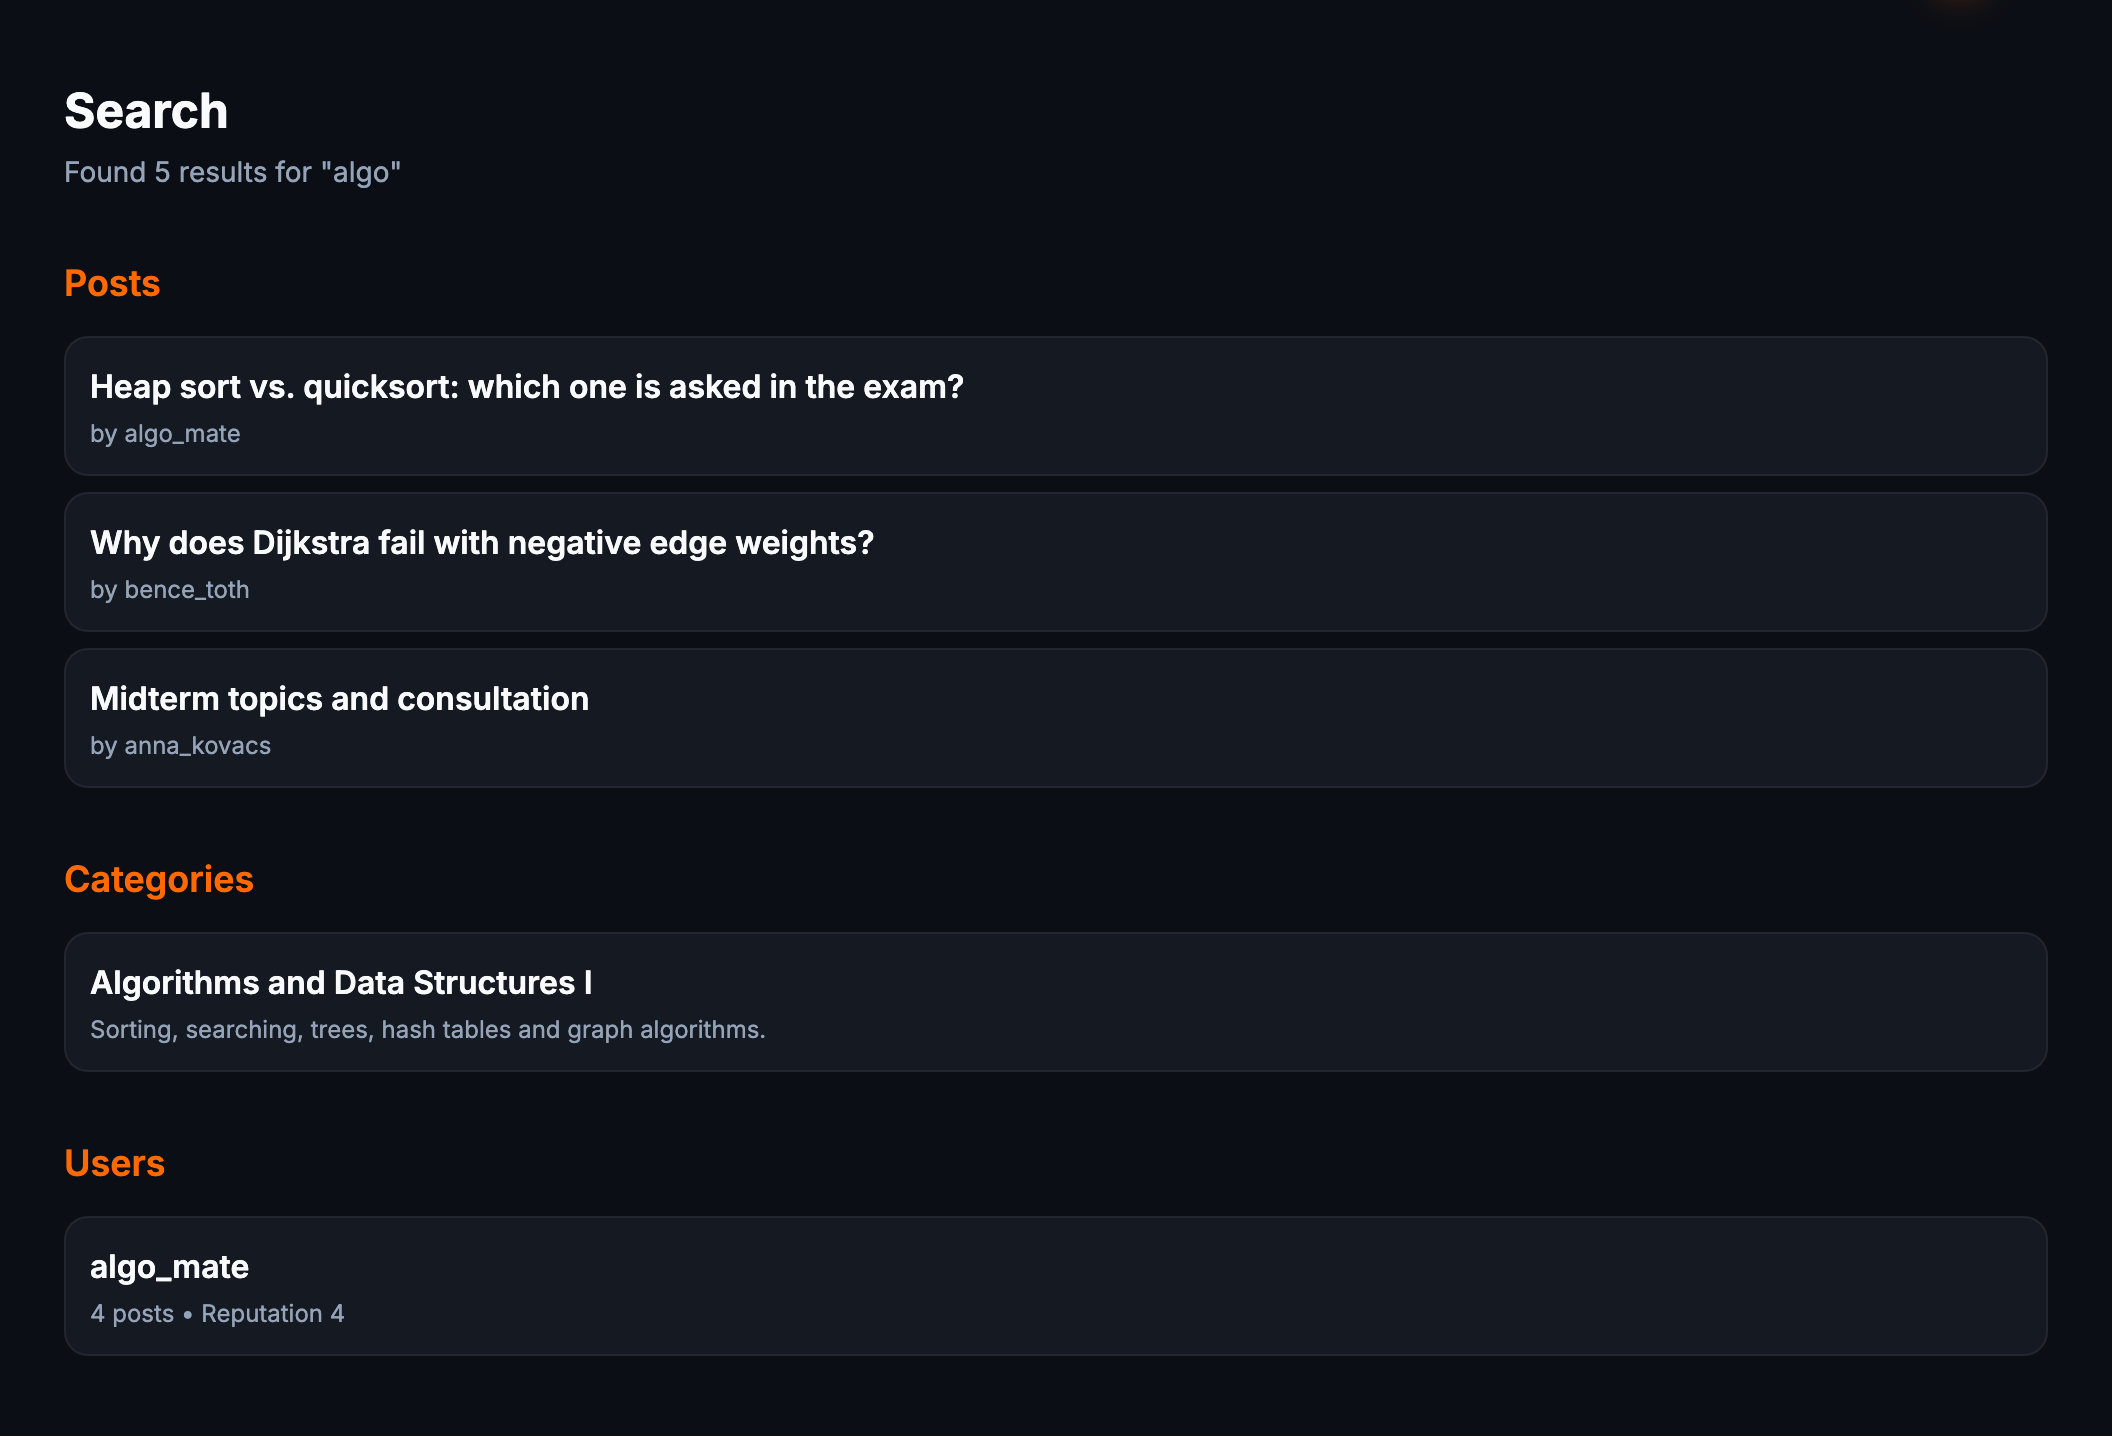 Search
Found 5 results for "algo"
Posts
Heap sort vs. quicksort: which one is asked in the exam?
by algo_mate
Why does Dijkstra fail with negative edge weights?
by bence_toth
Midterm topics and consultation
by anna_kovacs
Categories
Algorithms and Data Structures I
Sorting, searching, trees, hash tables and graph algorithms.
Users
algo_mate
4 posts • Reputation 4